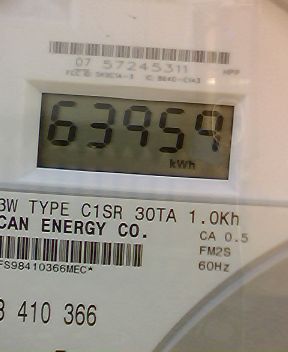 07 57245311
63959
kWh
3W TYPE C1SR 30TA 1.0Kh
CAN ENERGY CO.
CA 0.5
FM2S
60Hz
FS98410366MEC*
410 366